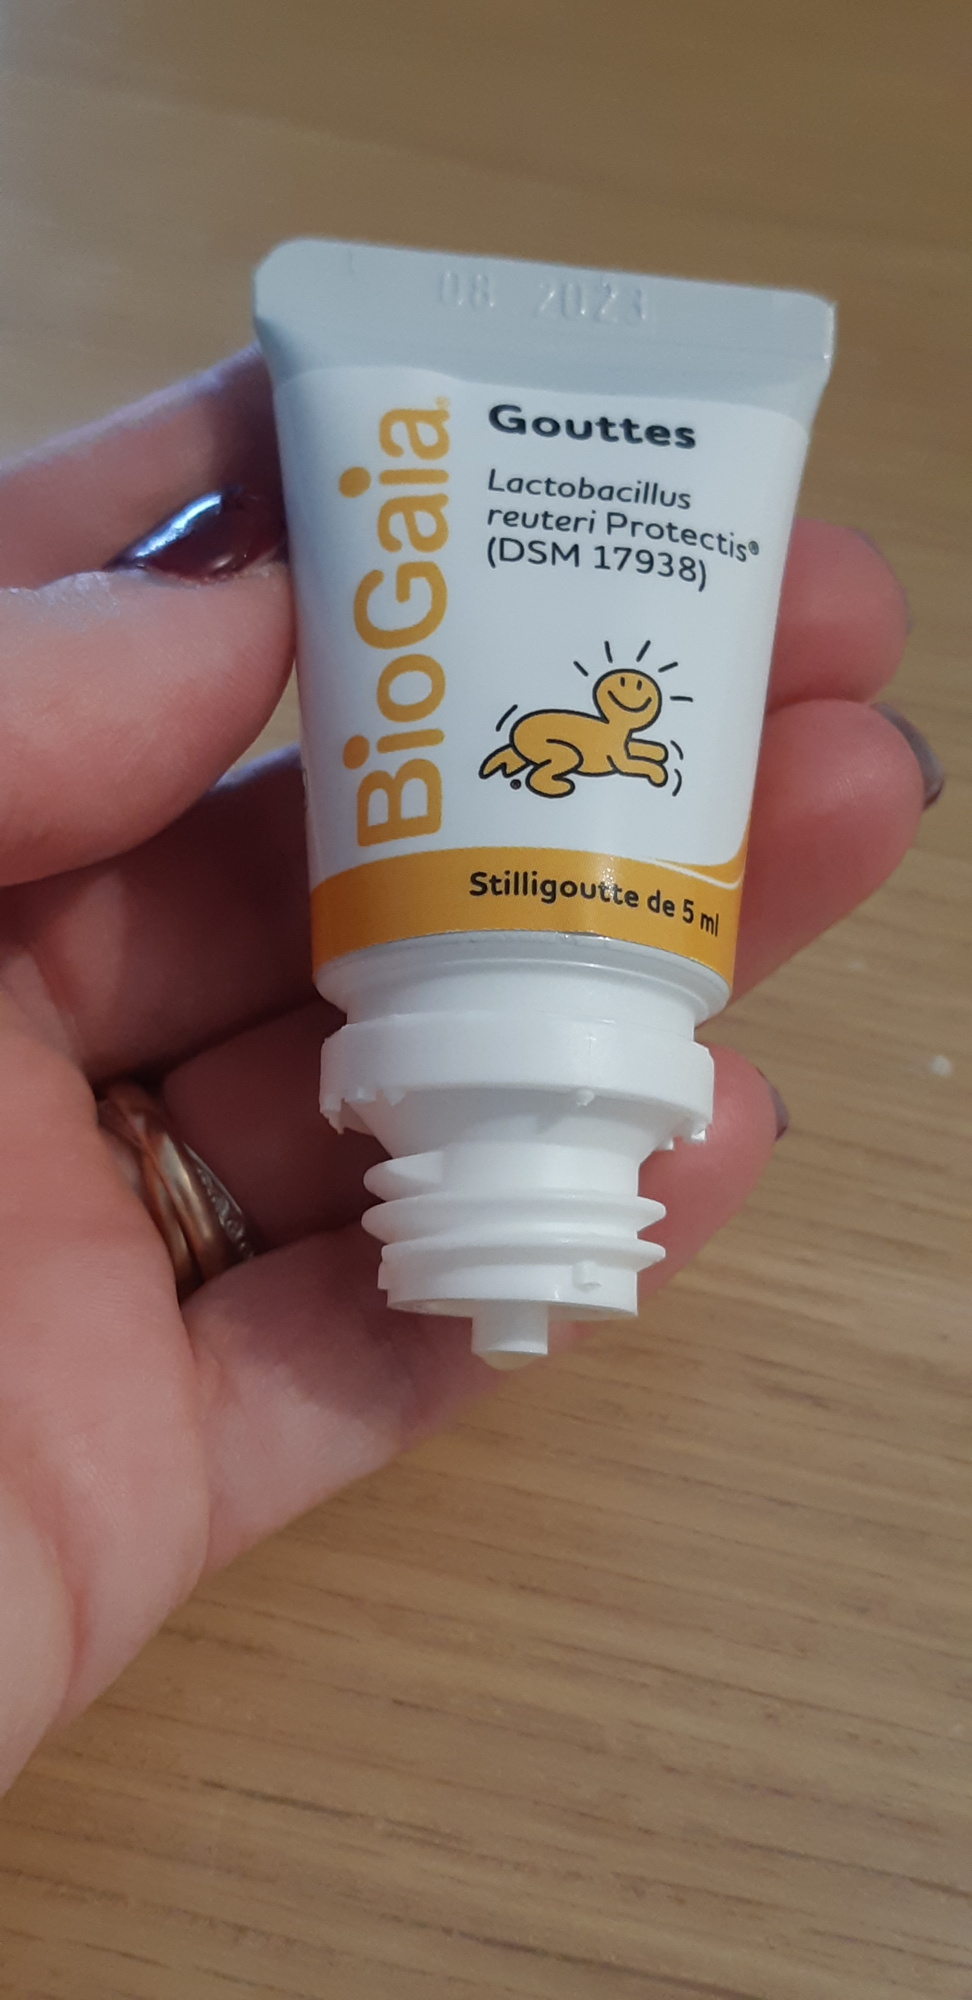 08 2023
BioGaia®
Gouttes
Lactobacillus
reuteri Protectis®
(DSM 17938)
®
Stilligoutte de 5 ml